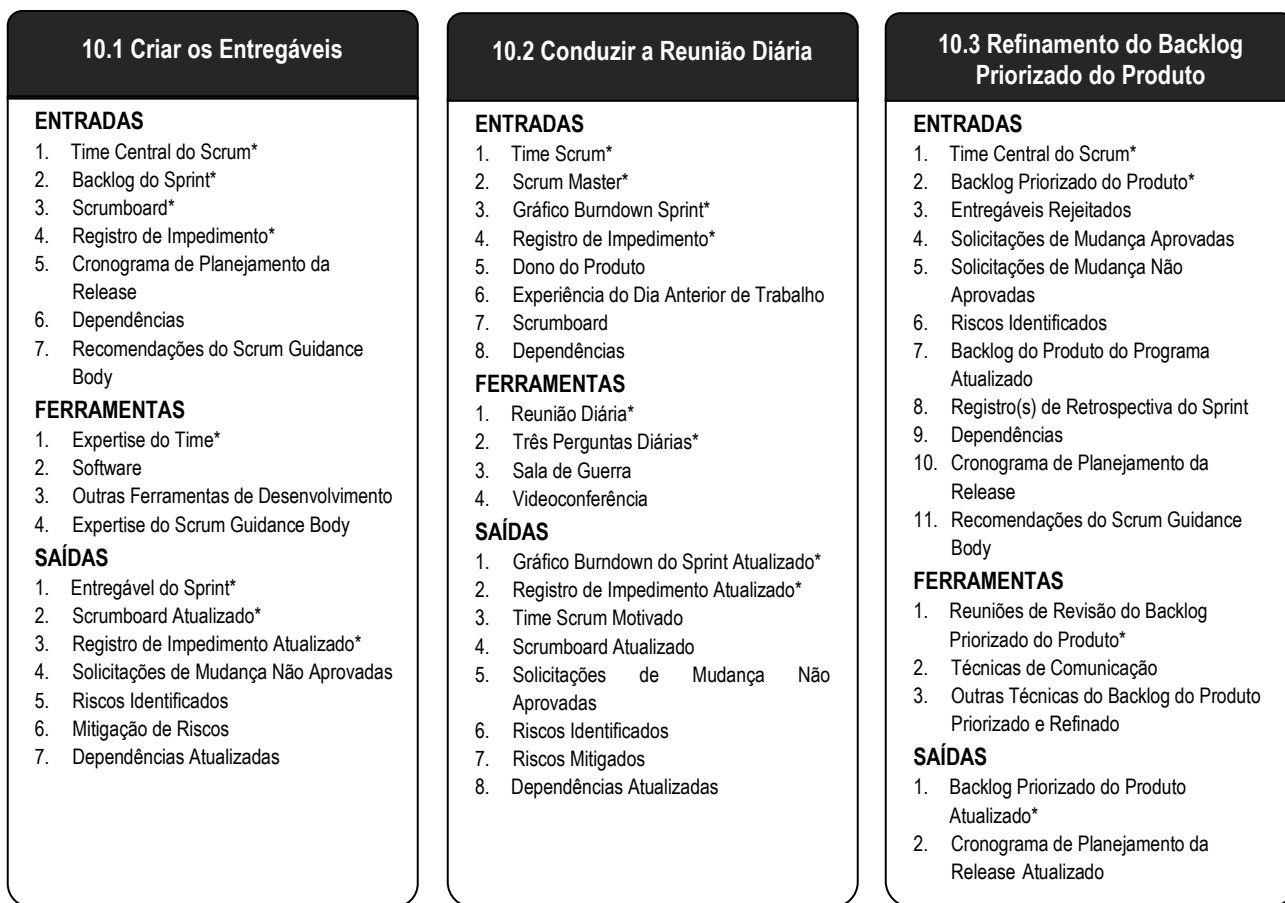 10.1 Criar os Entregáveis
ENTRADAS
1. Time Central do Scrum*
2. Backlog do Sprint*
3. Scrumboard*
4. Registro de Impedimento*
5. Cronograma de Planejamento da
Release
6. Dependências
7. Recomendações do Scrum Guidance
Body
FERRAMENTAS
1. Expertise do Time*
2. Software
3. Outras Ferramentas de Desenvolvimento
4. Expertise do Scrum Guidance Body
SAÍDAS
1. Entregável do Sprint*
2. Scrumboard Atualizado*
3. Registro de Impedimento Atualizado*
4. Solicitações de Mudança Não Aprovadas
5. Riscos Identificados
6. Mitigação de Riscos
7. Dependências Atualizadas
10.2 Conduzir a Reunião Diária
ENTRADAS
1. Time Scrum*
2. Scrum Master*
3. Gráfico Burndown Sprint*
4. Registro de Impedimento*
5. Dono do Produto
6. Experiência do Dia Anterior de Trabalho
7. Scrumboard
8. Dependências
FERRAMENTAS
1. Reunião Diária*
2. Três Perguntas Diárias*
3. Sala de Guerra
4. Videoconferência
SAÍDAS
1. Gráfico Burndown do Sprint Atualizado*
2. Registro de Impedimento Atualizado*
3. Time Scrum Motivado
4. Scrumboard Atualizado
5. Solicitações de Mudança Não
Aprovadas
6. Riscos Identificados
7. Riscos Mitigados
8. Dependências Atualizadas
10.3 Refinamento do Backlog
Priorizado do Produto
ENTRADAS
1. Time Central do Scrum*
2. Backlog Priorizado do Produto*
3. Entregáveis Rejeitados
4. Solicitações de Mudança Aprovadas
5. Solicitações de Mudança Não
Aprovadas
6. Riscos Identificados
7. Backlog do Produto do Programa
Atualizado
8. Registro(s) de Retrospectiva do Sprint
9. Dependências
10. Cronograma de Planejamento da
Release
11. Recomendações do Scrum Guidance
Body
FERRAMENTAS
1. Reuniões de Revisão do Backlog
Priorizado do Produto*
2. Técnicas de Comunicação
3. Outras Técnicas do Backlog do Produto
Priorizado e Refinado
SAÍDAS
1. Backlog Priorizado do Produto
Atualizado*
2. Cronograma de Planejamento da
Release Atualizado